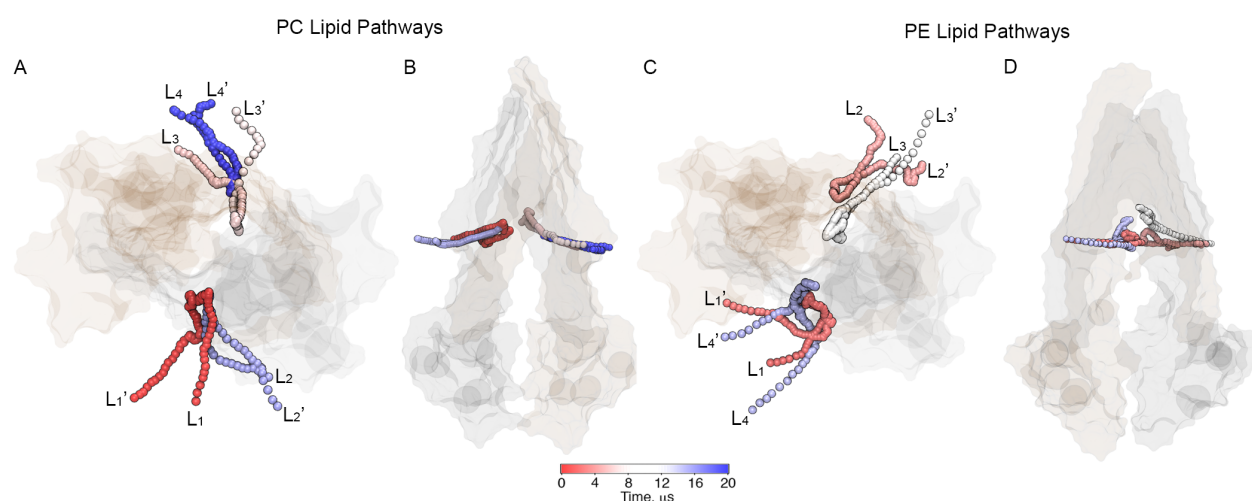 PC Lipid Pathways
PE Lipid Pathways
A
B
C
D
L4
L4’
L3’
L3
L2
L2’
L1’
L1
L2
L3’
L3
L2’
L1’
L4’
L1
L4
0 4 8 12 16 20
Time, µs